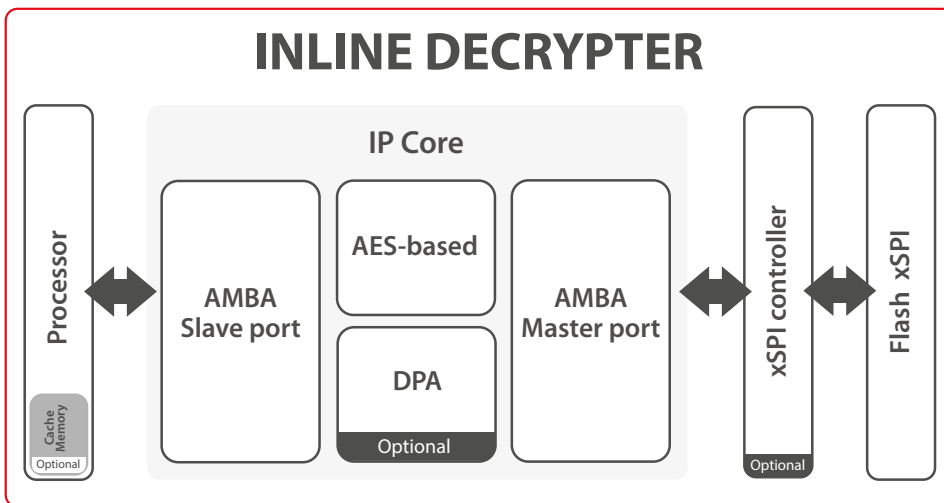 INLINE DECRYPTER
IP Core
Processor
Cache
Memory
Optional
AMBA
Slave port
AES-based
DPA
Optional
AMBA
Master port
xSPI controller
Optional
Flash xSPI